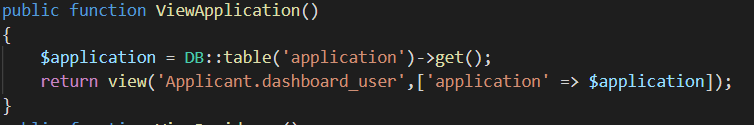 public function ViewApplication()
{
    $application = DB::table('application')->get();
    return view('Applicant.dashboard_user',['application' => $application]);
}